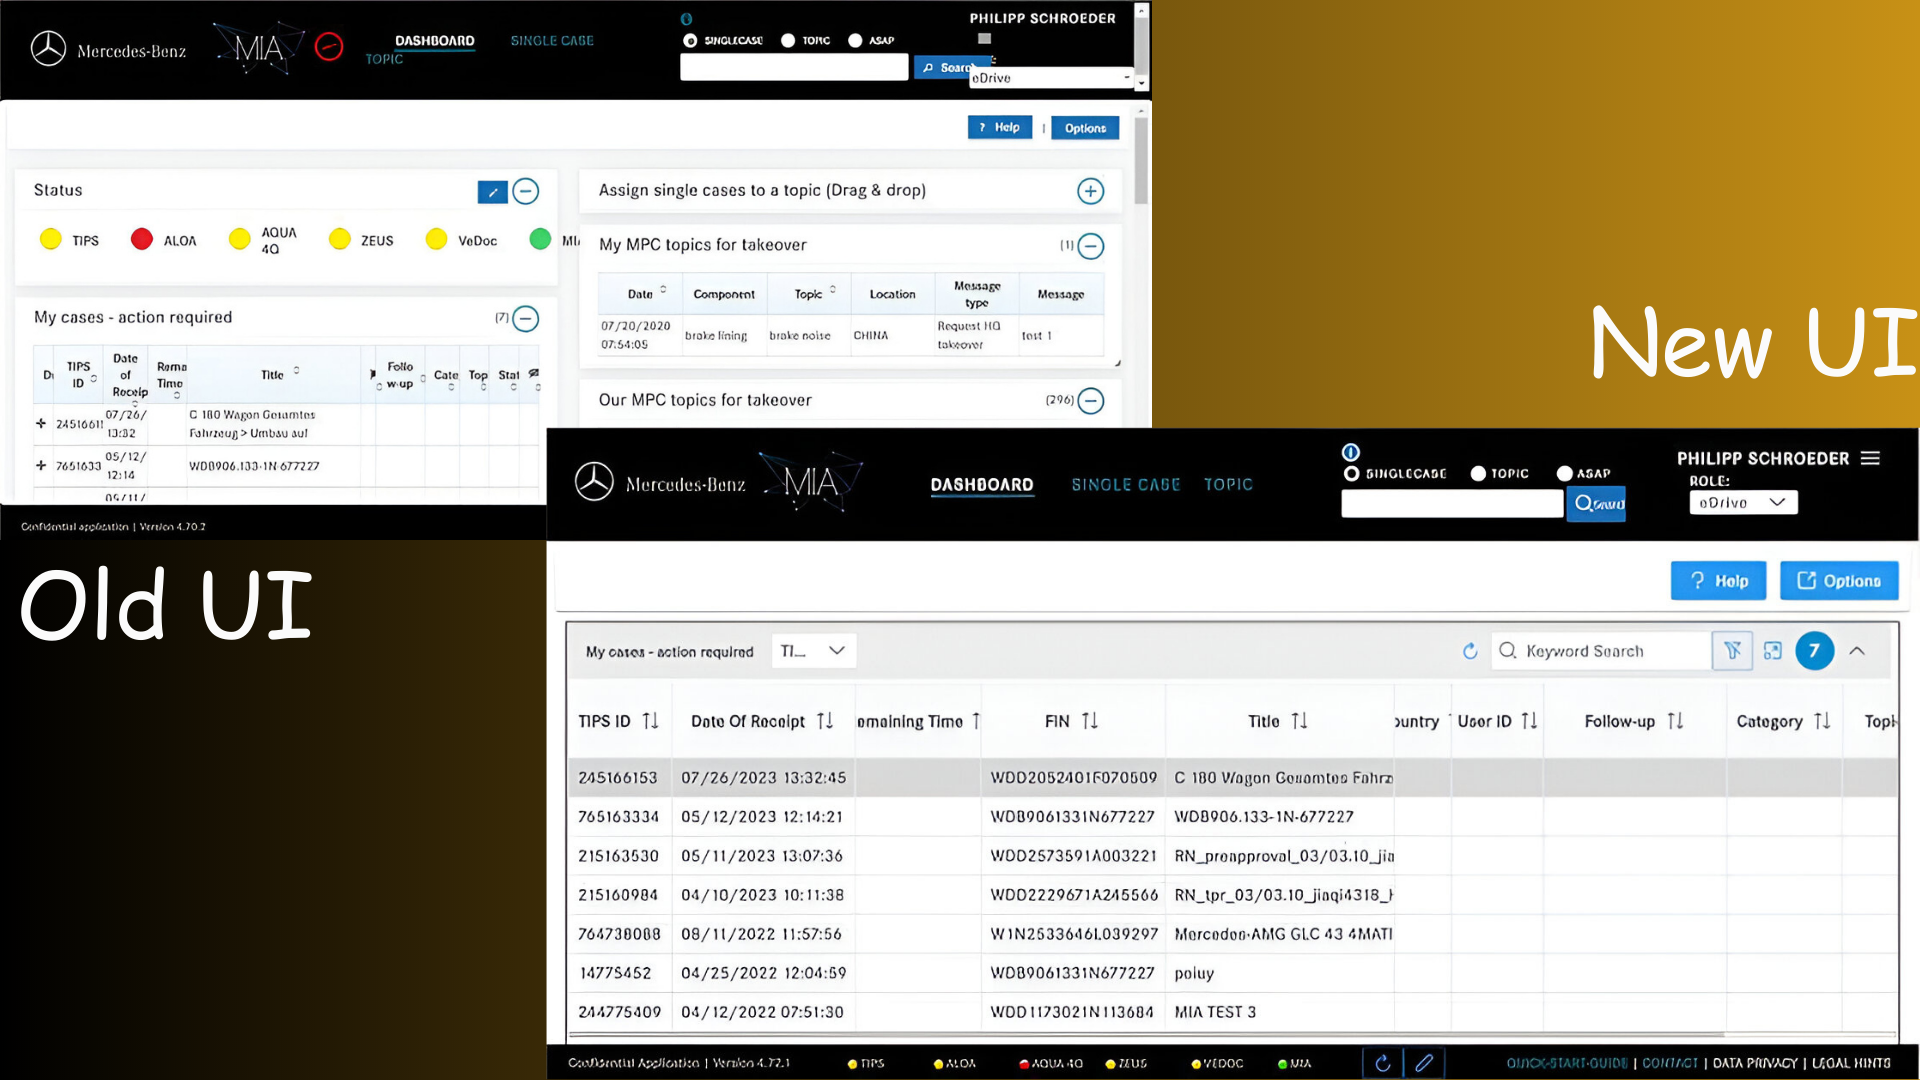 Mercedes-Benz
MIA
DASHBOARD
SINGLE CASE
TOPIC
SINGLECASE TOPIC ASAP
Search
PHILIPP SCHROEDER
eDrive
? Help | Options
Status
TIPS ALOA AQUA 4Q ZEUS VeDoc
My cases - action required (7)
TIPS ID Date of Receip Rema Time Title Follo w-up Cate Top Stat
07/26/ 13:32 C 180 Wagon Gesamtes Fahrzeug > Umbau auf
7651633 05/12/ 12:14 WDB906.133-1N-677227
05/11/
Confidential application | Version 4.70.2
Assign single cases to a topic (Drag & drop)
My MPC topics for takeover (1)
Date Component Topic Location Message type Message
07/20/2020 07:54:05 brake lining brake noise CHINA Request HQ takeover test 1
Our MPC topics for takeover (296)
Old UI
New UI
Mercedes-Benz
MIA
DASHBOARD SINGLE CASE TOPIC
SINGLECASE TOPIC ASAP
PHILIPP SCHROEDER
ROLE:
eDrive
? Help Options
My cases - action required TI... Keyword Search 7
TIPS ID Date Of Receipt emaining Time FIN Title ountry User ID Follow-up Category Topi
245166153 07/26/2023 13:32:45 WDD2052401F070509 C 180 Wagon Gesamtes Fahrz
765163334 05/12/2023 12:14:21 WDB9061331N677227 WDB906.133-1N-677227
215163530 05/11/2023 13:07:36 WDD2573591A003221 RN_preapproval_03/03.10_jia
215160984 04/10/2023 10:11:38 WDD2229671A245566 RN_tpr_03/03.10_jiaqi4318_
764738088 08/11/2022 11:57:56 W1N2533646L039297 Mercedes-AMG GLC 43 4MATI
14775452 04/25/2022 12:04:59 WDB9061331N677227 poiuy
244775409 04/12/2022 07:51:30 WDD1173021N113684 MIA TEST 3
Confidential Application | Version 4.72.1 TIPS ALOA AQUA 4Q ZEUS VEDOC MIA QUICK-START-GUIDE | CONTACT | DATA PRIVACY | LEGAL HINTS